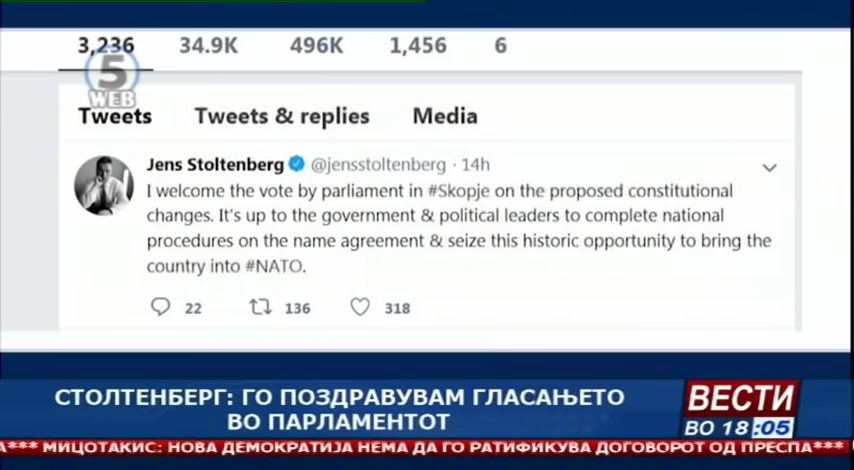 3,236 34.9K 496K 1,456 6
5
WEB
Tweets Tweets & replies Media
Jens Stoltenberg @jensstoltenberg · 14h
I welcome the vote by parliament in #Skopje on the proposed constitutional
changes. It's up to the government & political leaders to complete national
procedures on the name agreement & seize this historic opportunity to bring the
country into #NATO.
22 136 318
СТОЛТЕНБЕРГ: ГО ПОЗДРАВУВАМ ГЛАСАЊЕТО
ВО ПАРЛАМЕНТОТ
ВЕСТИ
ВО 18:05
А*** МИЦОТАКИС: НОВА ДЕМОКРАТИЈА НЕМА ДА ГО РАТИФИКУВА ДОГОВОРОТ ОД ПРЕСПА***